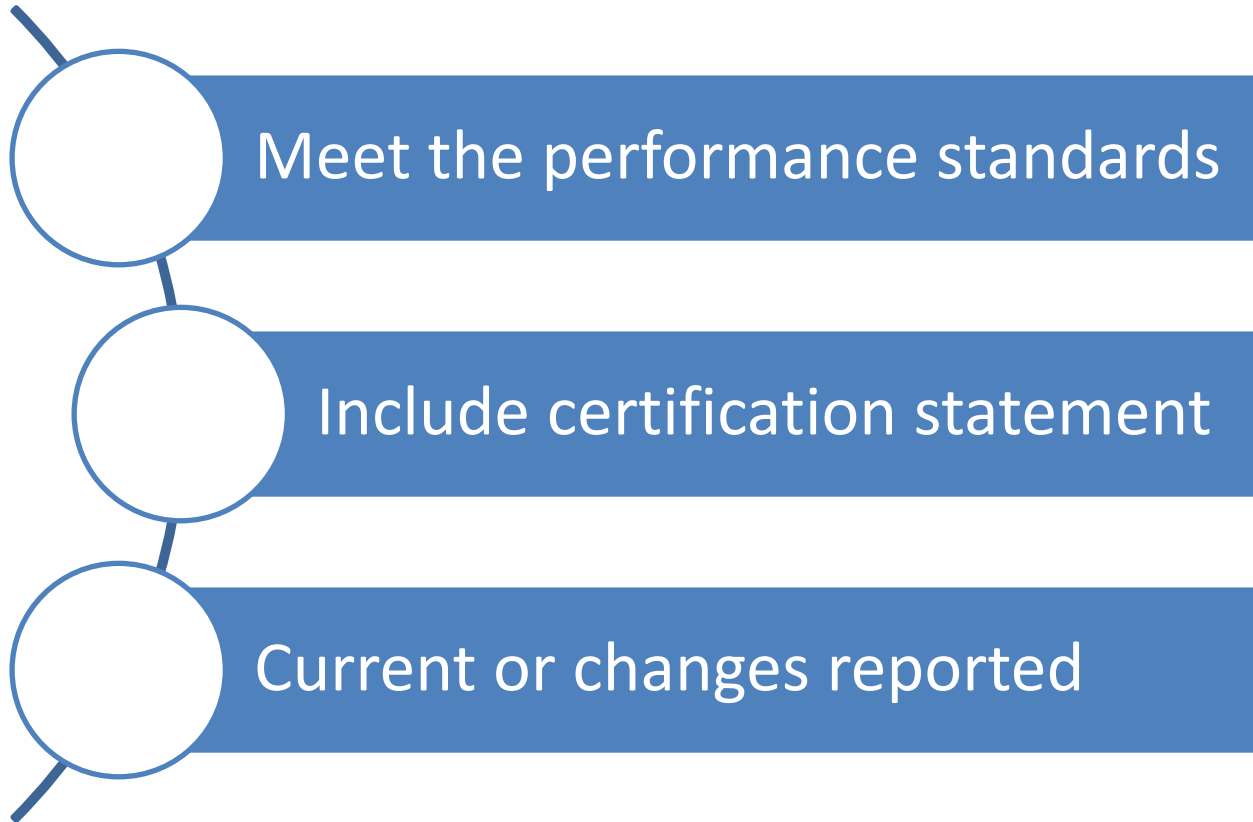 Meet the performance standards
Include certification statement
Current or changes reported